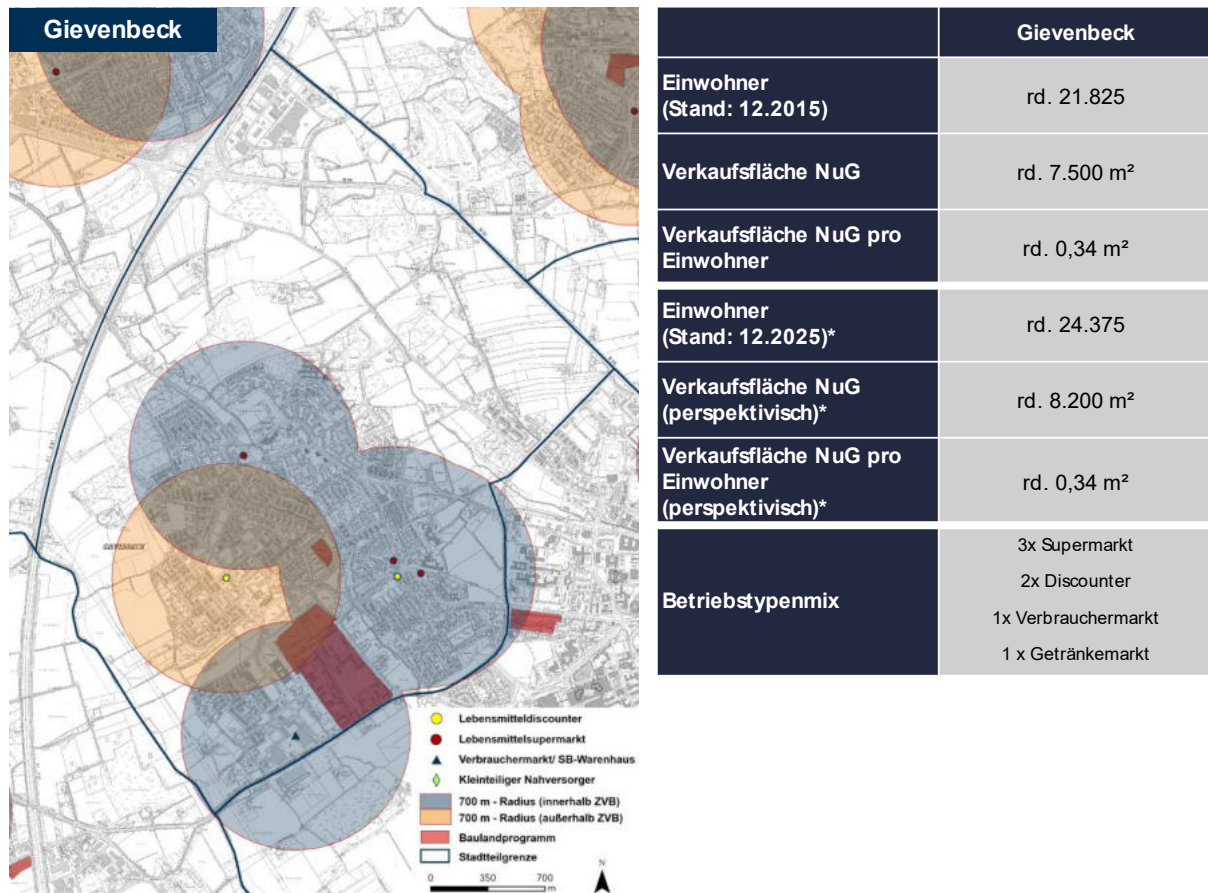 Gievenbeck
GIEVENBECK
Lebensmitteldiscounter
Lebensmittelsupermarkt
Verbrauchermarkt/ SB-Warenhaus
Kleinteiliger Nahversorger
700 m - Radius (innerhalb ZVB)
700 m - Radius (außerhalb ZVB)
Baulandprogramm
Stadtteilgrenze
N
0 350 700
m
Gievenbeck
Einwohner
(Stand: 12.2015)
rd. 21.825
Verkaufsfläche NuG
rd. 7.500 m²
Verkaufsfläche NuG pro
Einwohner
rd. 0,34 m²
Einwohner
(Stand: 12.2025)*
rd. 24.375
Verkaufsfläche NuG
(perspektivisch)*
rd. 8.200 m²
Verkaufsfläche NuG pro
Einwohner
(perspektivisch)*
rd. 0,34 m²
Betriebstypenmix
3x Supermarkt
2x Discounter
1x Verbrauchermarkt
1 x Getränkemarkt